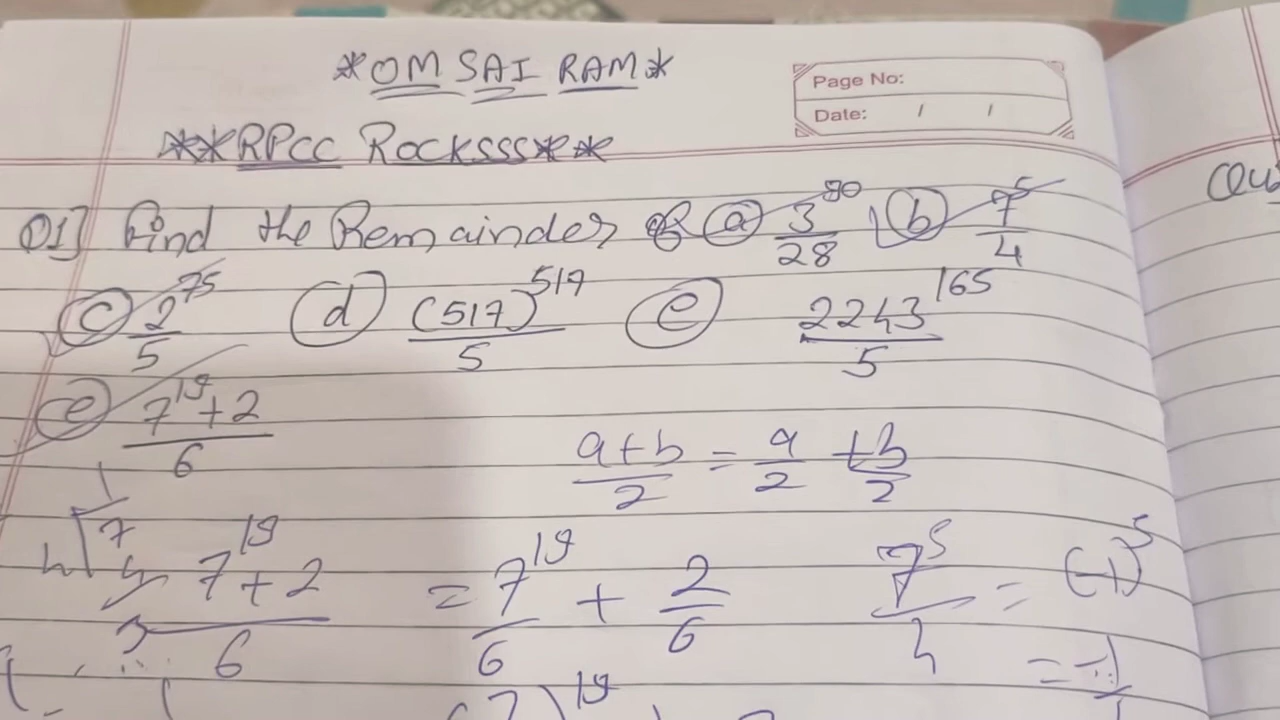 *OM SAI RAM*
Page No:
Date: / /
**RPCC ROCKSSS**
Q1] Find the Remainder of (a) 3^90/28, (b) 7^5/4
(c) 2^75/5 (d) (517)^517/5 (e) 2243^165/5
(e) 7^19+2/6
a+b/2 = a/2 + b/2
7^19+2/6 = 7^19/6 + 2/6
7^5/4 = (-1)^5
= -1